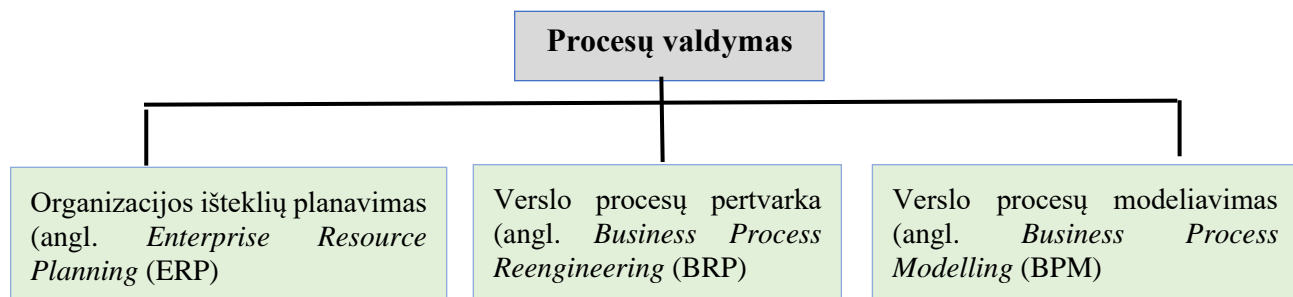 Procesų valdymas
Organizacijos išteklių planavimas
(angl. Enterprise Resource
Planning (ERP)
Verslo procesų pertvarka
(angl. Business Process
Reengineering (BRP)
Verslo procesų modeliavimas
(angl. Business Process
Modelling (BPM)